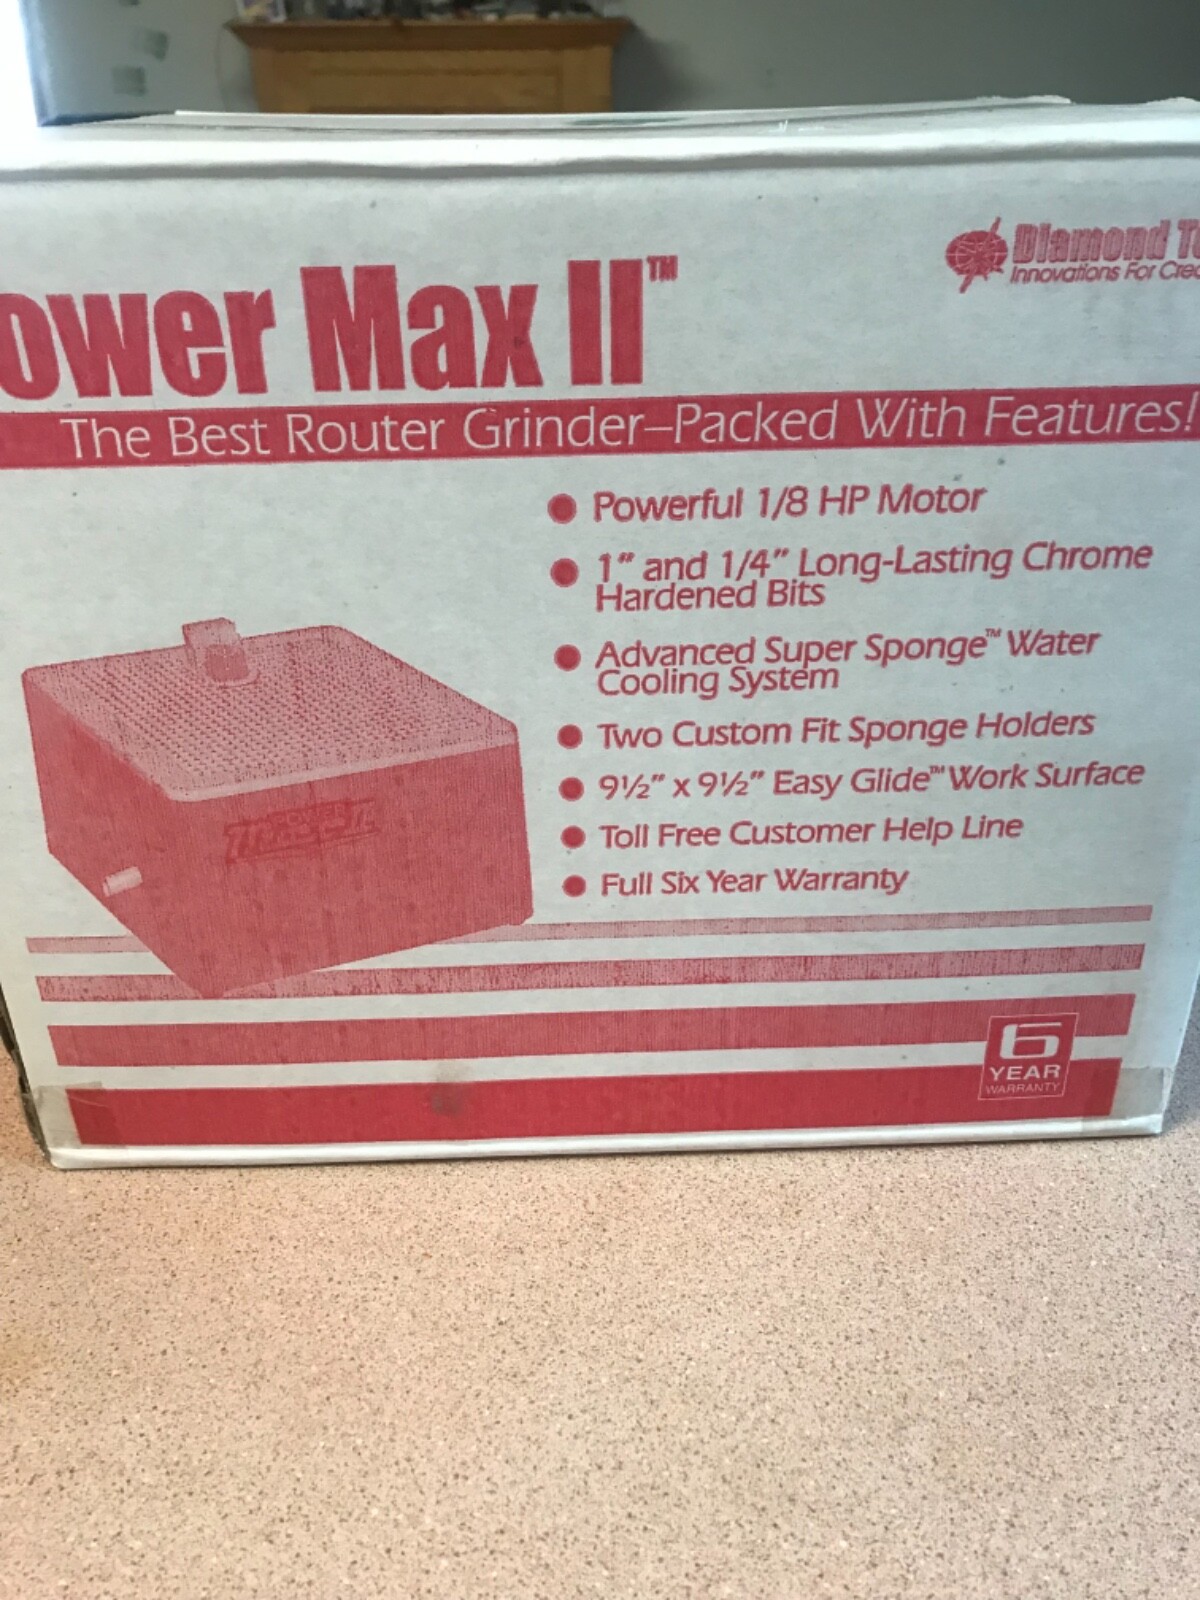 Diamond To
Innovations For Crea
ower Max II™
The Best Router Grinder–Packed With Features!
Powerful 1/8 HP Motor
1" and 1/4" Long-Lasting Chrome
Hardened Bits
Advanced Super Sponge™ Water
Cooling System
Two Custom Fit Sponge Holders
9½" x 9½" Easy Glide™ Work Surface
Toll Free Customer Help Line
Full Six Year Warranty
POWER
6
YEAR
WARRANTY